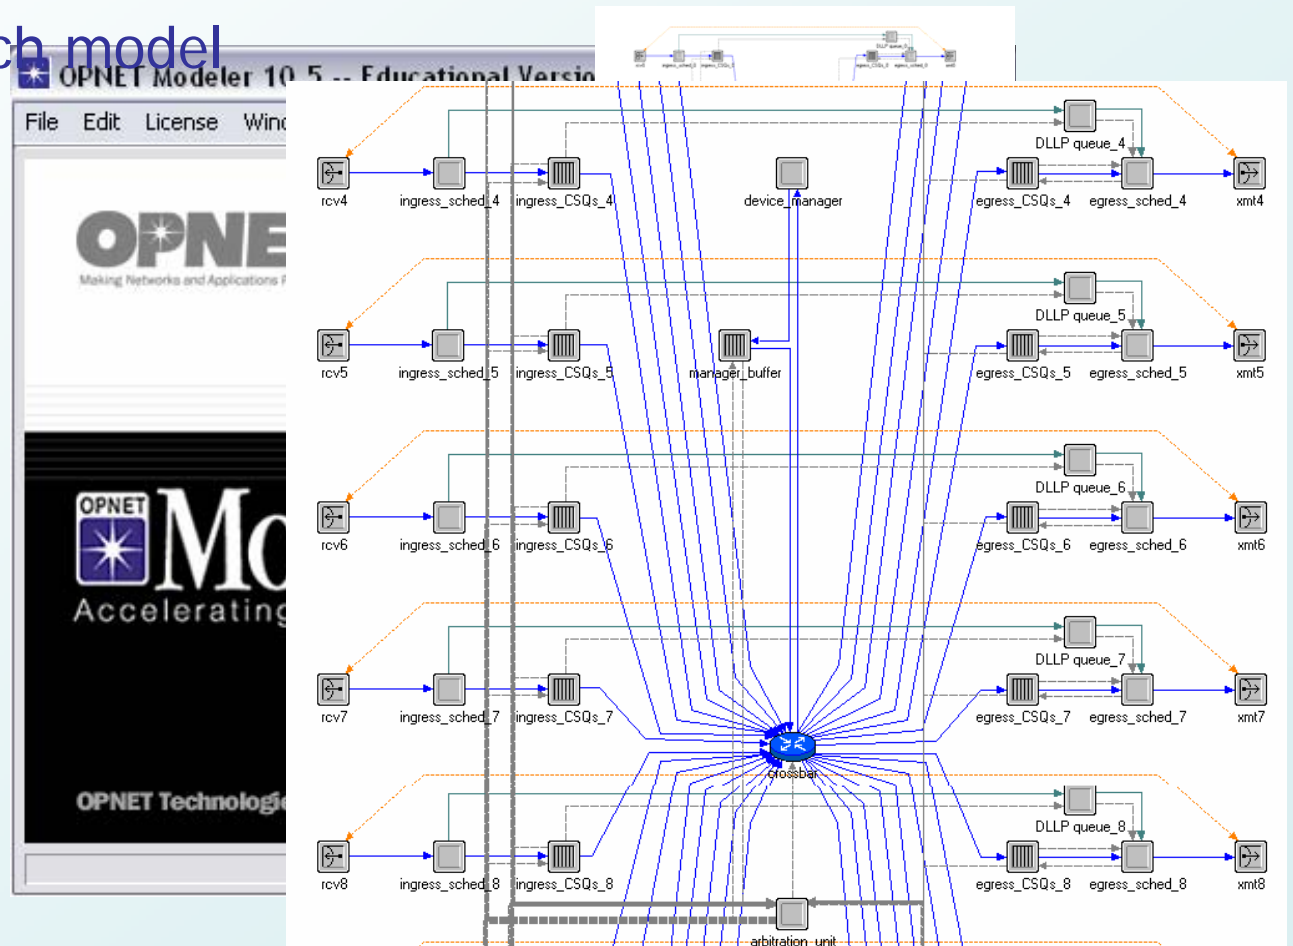 ch model
OPNET Modeler 10.5 -- Educational Versio
File Edit License Wind
OPNE
Making Networks and Applications P
OPNET
Mo
Accelerating
OPNET Technologie
rcv4 ingress_sched_4 ingress_CSQs_4 device_manager DLLP queue_4 egress_CSQs_4 egress_sched_4 xmt4
rcv5 ingress_sched_5 ingress_CSQs_5 manager_buffer DLLP queue_5 egress_CSQs_5 egress_sched_5 xmt5
rcv6 ingress_sched_6 ingress_CSQs_6 DLLP queue_6 egress_CSQs_6 egress_sched_6 xmt6
rcv7 ingress_sched_7 ingress_CSQs_7 DLLP queue_7 egress_CSQs_7 egress_sched_7 xmt7
crossbar
rcv8 ingress_sched_8 ingress_CSQs_8 DLLP queue_8 egress_CSQs_8 egress_sched_8 xmt8
arbitration_unit